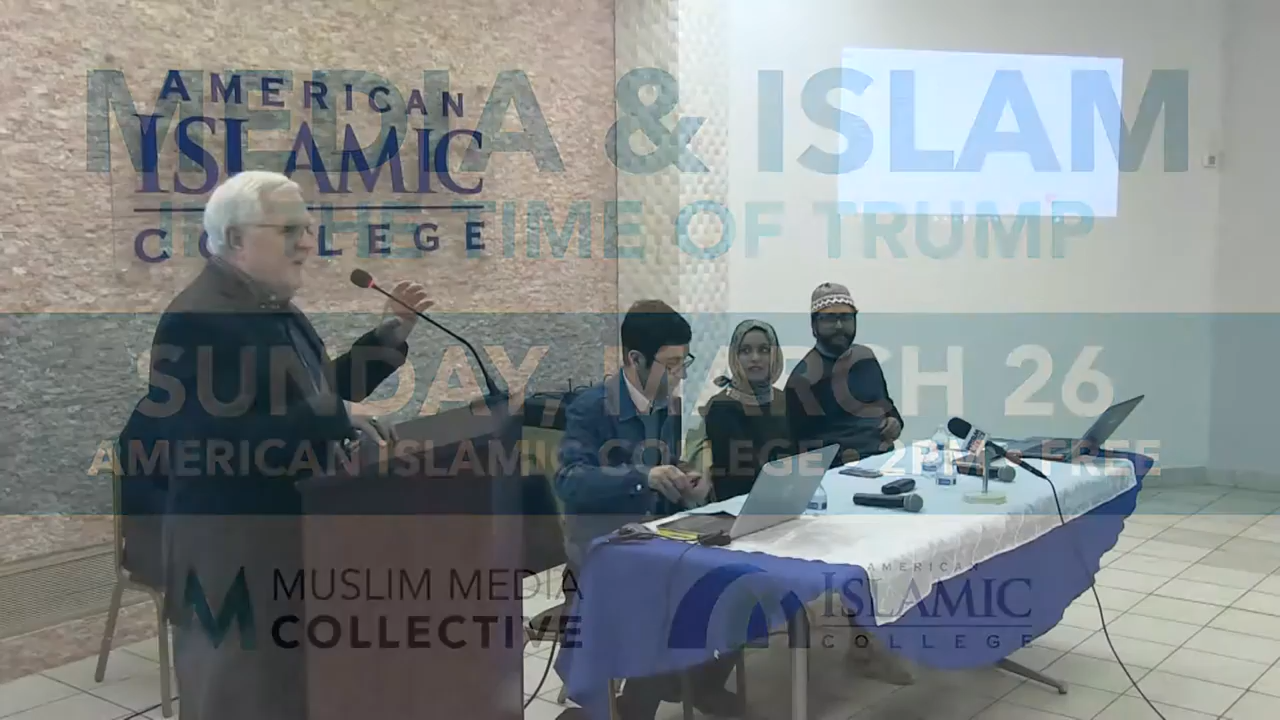 AMERICAN
ISLAMIC
COLLEGE
MEDIA & ISLAM
IN THE TIME OF TRUMP
SUNDAY, MARCH 26
AMERICAN ISLAMIC COLLEGE • 2PM • FREE
MUSLIM MEDIA
COLLECTIVE
AMERICAN
ISLAMIC
COLLEGE